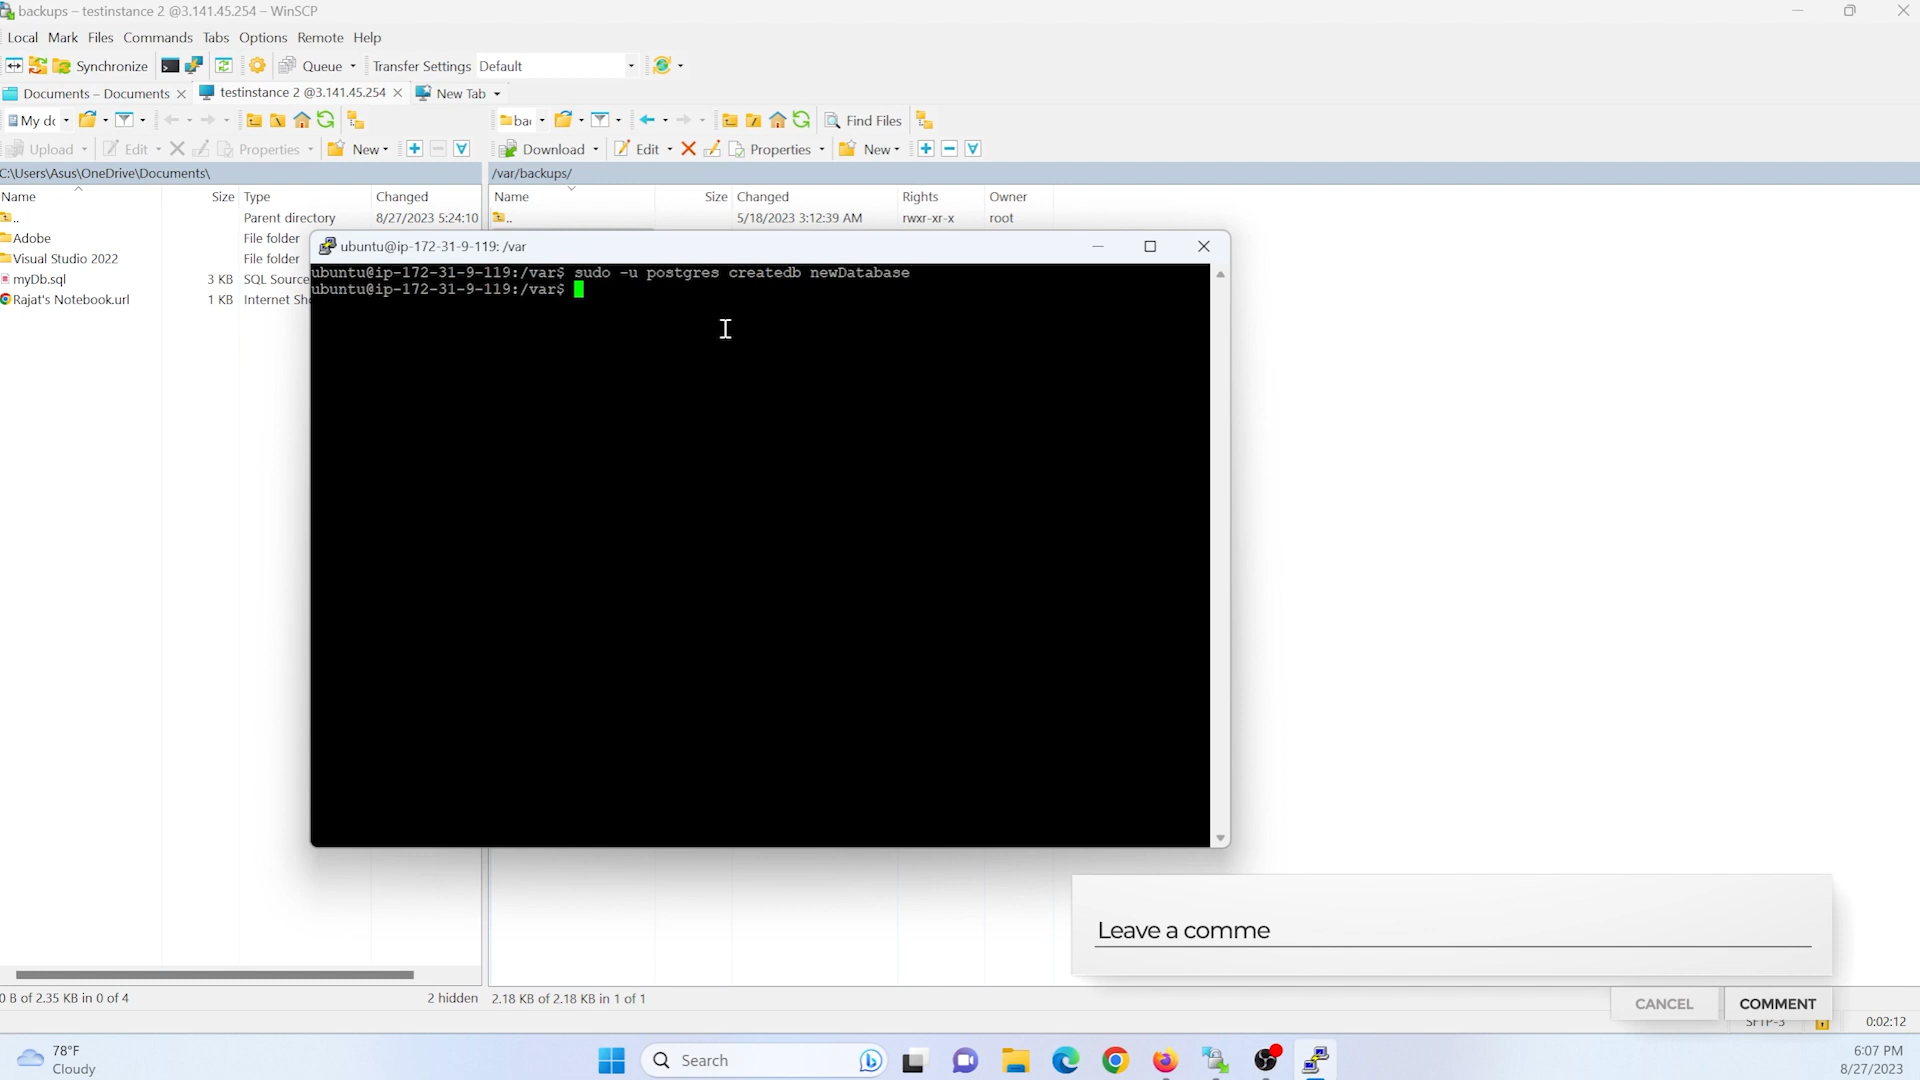 backups – testinstance 2 @3.141.45.254 – WinSCP
Local Mark Files Commands Tabs Options Remote Help
Synchronize Queue Transfer Settings Default
Documents – Documents testinstance 2 @3.141.45.254 New Tab
My dc bac Find Files
Upload Edit Properties New Download Edit Properties New
C:\Users\Asus\OneDrive\Documents\ /var/backups/
Name Size Type Changed Name Size Changed Rights Owner
.. Parent directory 8/27/2023 5:24:10 .. 5/18/2023 3:12:39 AM rwxr-xr-x root
Adobe File folder
Visual Studio 2022 File folder
myDb.sql 3 KB SQL Source
Rajat's Notebook.url 1 KB Internet Sh
ubuntu@ip-172-31-9-119: /var
ubuntu@ip-172-31-9-119:/var$ sudo -u postgres createdb newDatabase
ubuntu@ip-172-31-9-119:/var$
Leave a comme
CANCEL COMMENT
0 B of 2.35 KB in 0 of 4 2 hidden 2.18 KB of 2.18 KB in 1 of 1
SFTP-3 0:02:12
78°F
Cloudy
Search
6:07 PM
8/27/2023